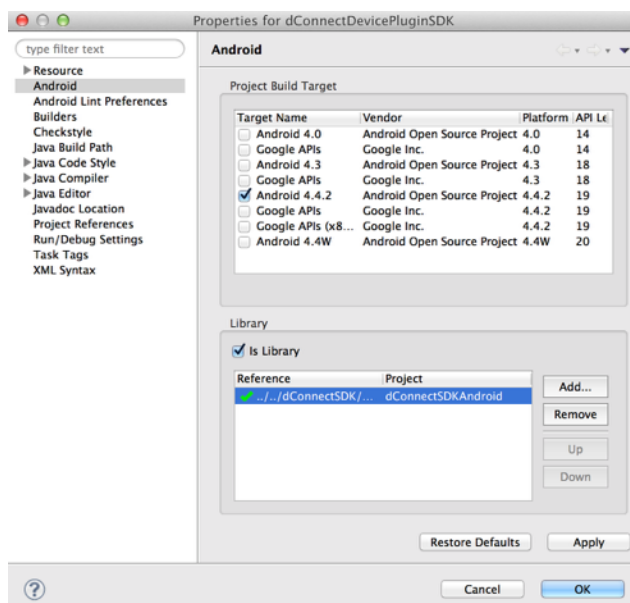 Properties for dConnectDevicePluginSDK
type filter text
Resource
Android
Android Lint Preferences
Builders
Checkstyle
Java Build Path
Java Code Style
Java Compiler
Java Editor
Javadoc Location
Project References
Run/Debug Settings
Task Tags
XML Syntax
Android
Project Build Target
Target Name Vendor Platform API Le
Android 4.0 Android Open Source Project 4.0 14
Google APIs Google Inc. 4.0 14
Android 4.3 Android Open Source Project 4.3 18
Google APIs Google Inc. 4.3 18
Android 4.4.2 Android Open Source Project 4.4.2 19
Google APIs Google Inc. 4.4.2 19
Google APIs (x8... Google Inc. 4.4.2 19
Android 4.4W Android Open Source Project 4.4W 20
Library
Is Library
Reference Project
../../dConnectSDK/... dConnectSDKAndroid
Add...
Remove
Up
Down
Restore Defaults Apply
? Cancel OK